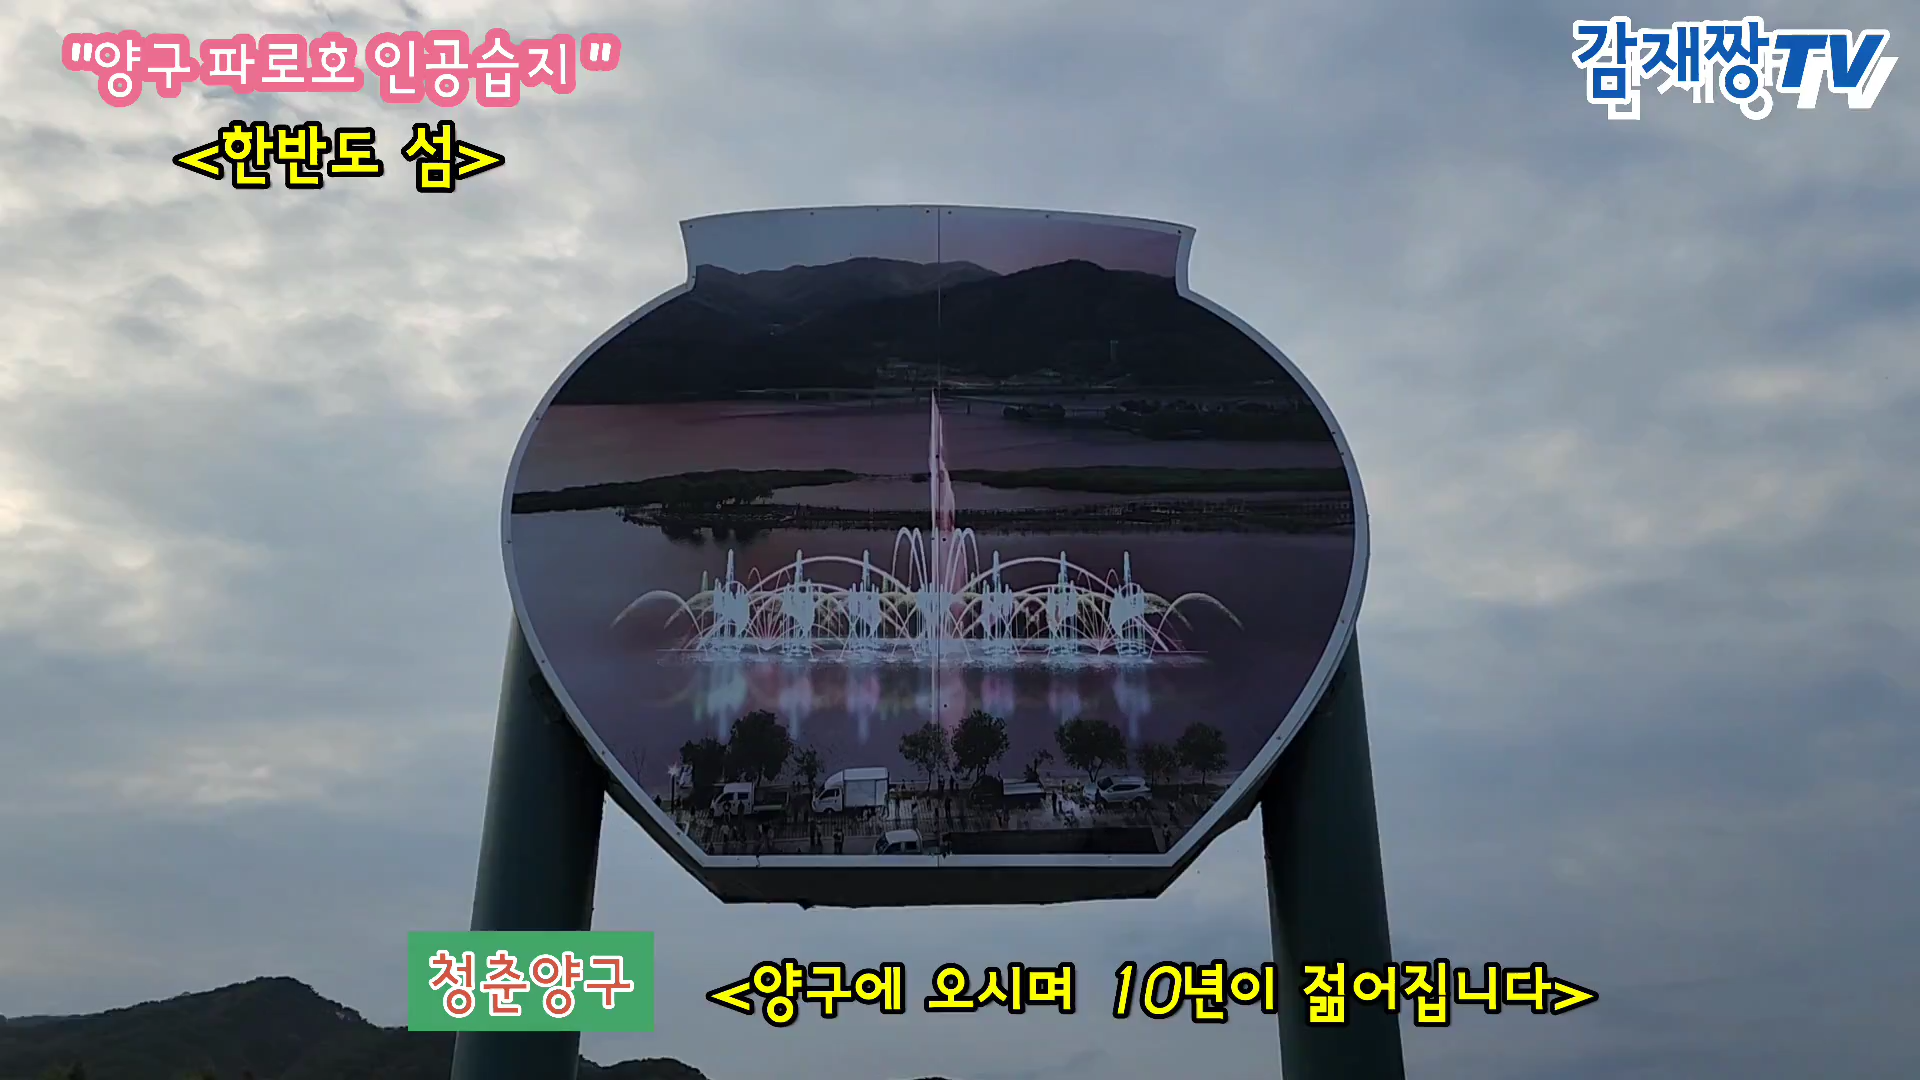 "양구 파로호 인공습지"
감재짱TV
<한반도 섬>
청춘양구
<양구에 오시며 10년이 젊어집니다>